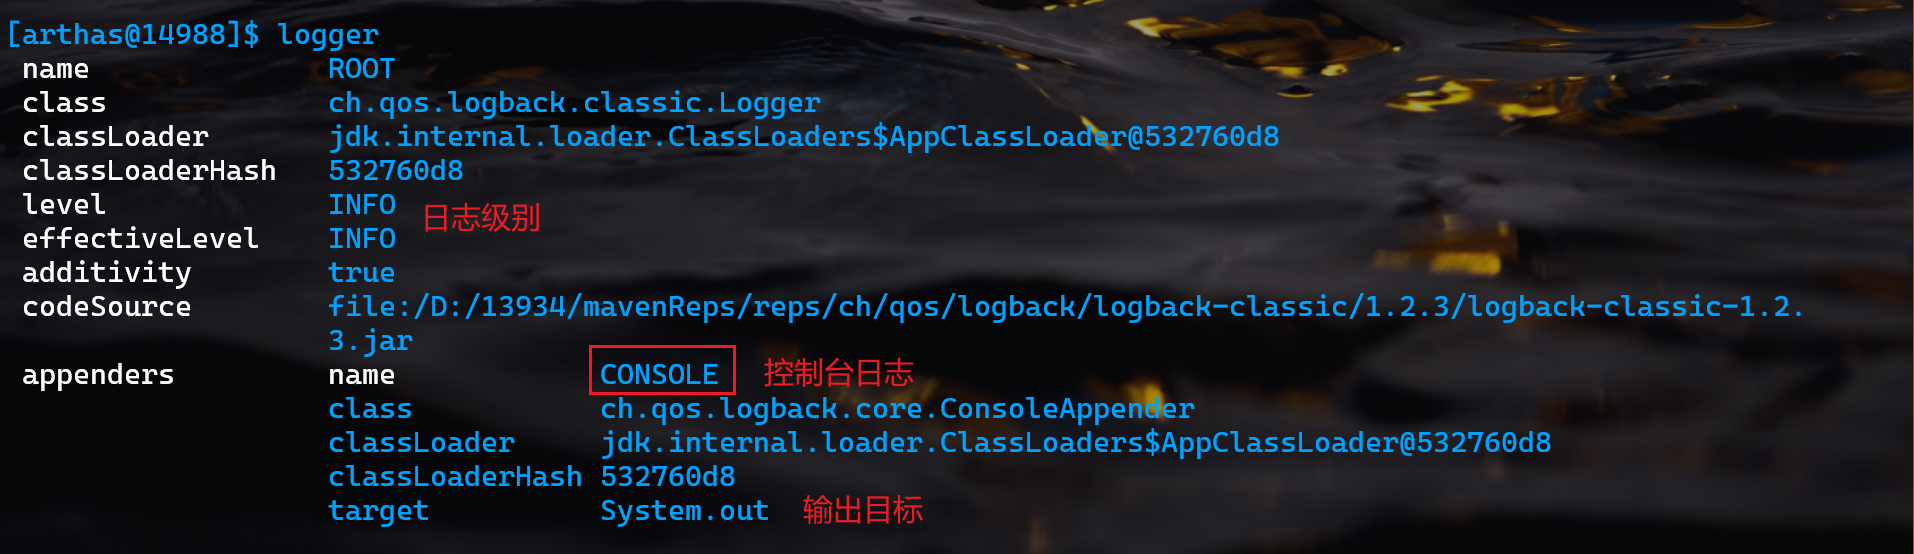 [arthas@14988]$ logger
name ROOT
class ch.qos.logback.classic.Logger
classLoader jdk.internal.loader.ClassLoaders$AppClassLoader@532760d8
classLoaderHash 532760d8
level INFO
日志级别
effectiveLevel INFO
additivity true
codeSource file:/D:/13934/mavenReps/reps/ch/qos/logback/logback-classic/1.2.3/logback-classic-1.2.
3.jar
appenders name CONSOLE 控制台日志
class ch.qos.logback.core.ConsoleAppender
classLoader jdk.internal.loader.ClassLoaders$AppClassLoader@532760d8
classLoaderHash 532760d8
target System.out 输出目标